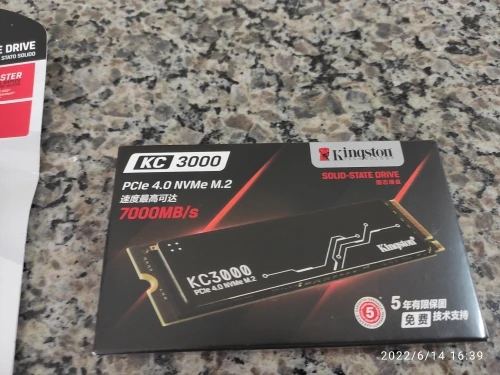 E DRIVE
STATO SOLIDO
STER
KC 3000
Kingston
SOLID-STATE DRIVE
固态硬盘
PCIe 4.0 NVMe M.2
速度最高可达
7000MB/s
KC3000
PCIe 4.0 NVMe M.2
Kingston
5
5年有限保固
免费 技术支持
2022/6/14 16:39